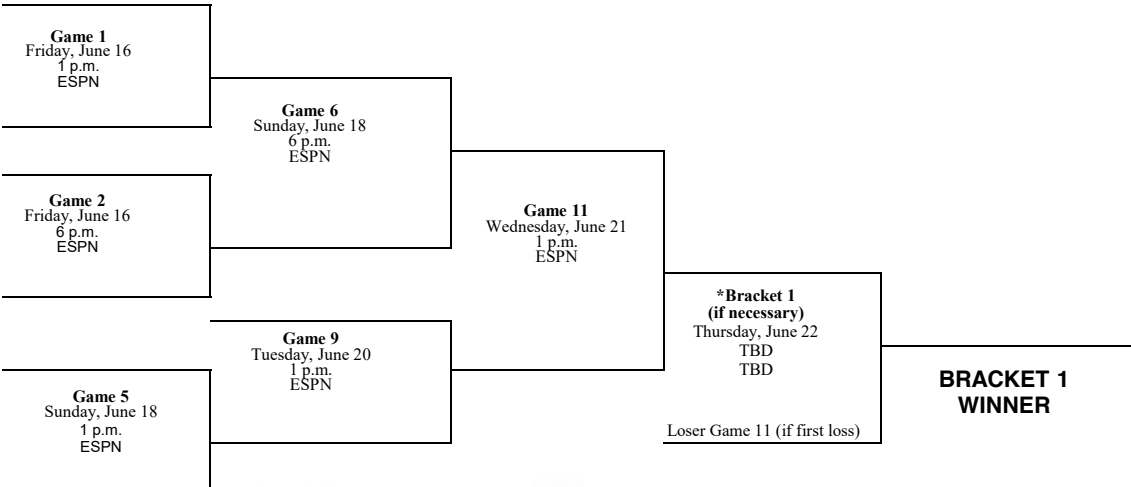 Game 1
Friday, June 16
1 p.m.
ESPN
Game 6
Sunday, June 18
6 p.m.
ESPN
Game 2
Friday, June 16
6 p.m.
ESPN
Game 11
Wednesday, June 21
1 p.m.
ESPN
*Bracket 1
(if necessary)
Thursday, June 22
TBD
TBD
Game 9
Tuesday, June 20
1 p.m.
ESPN
BRACKET 1
WINNER
Game 5
Sunday, June 18
1 p.m.
ESPN
Loser Game 11 (if first loss)